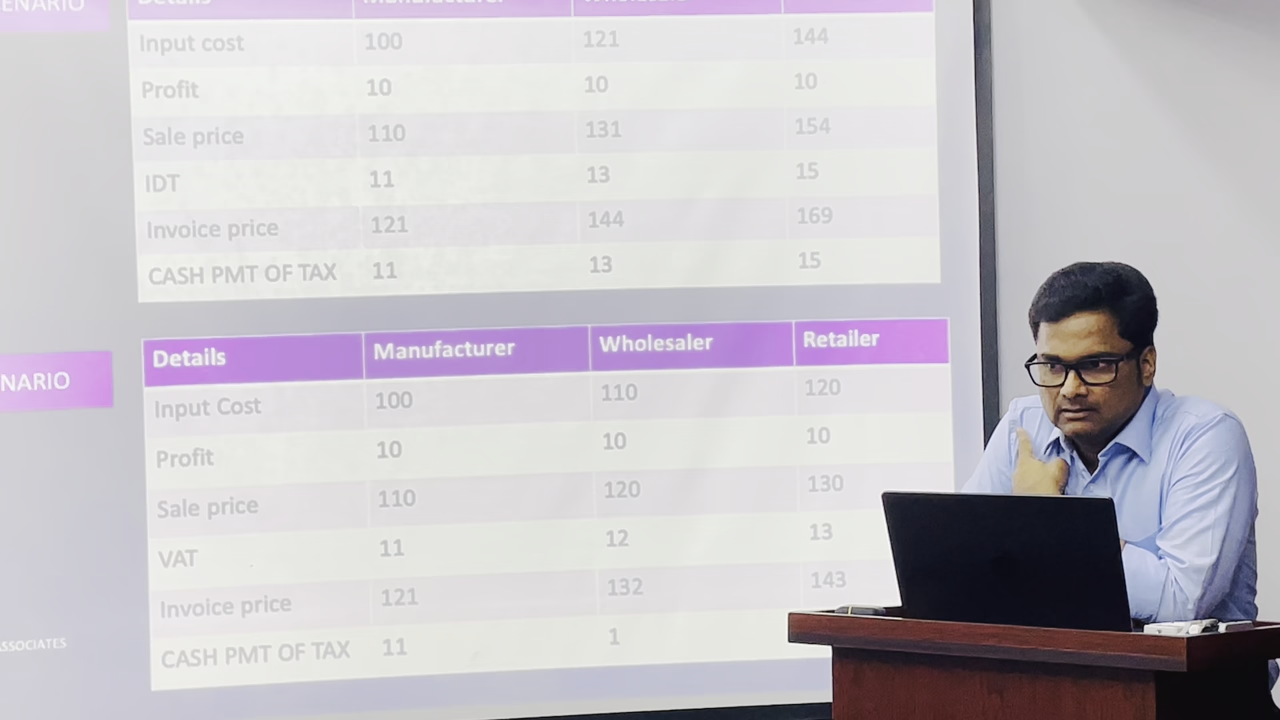 ENARIO
Details Manufacturer Wholesaler
Input cost 100 121 144
Profit 10 10 10
Sale price 110 131 154
IDT 11 13 15
Invoice price 121 144 169
CASH PMT OF TAX 11 13 15
NARIO
Details Manufacturer Wholesaler Retailer
Input Cost 100 110 120
Profit 10 10 10
Sale price 110 120 130
VAT 11 12 13
Invoice price 121 132 143
CASH PMT OF TAX 11 1
ASSOCIATES